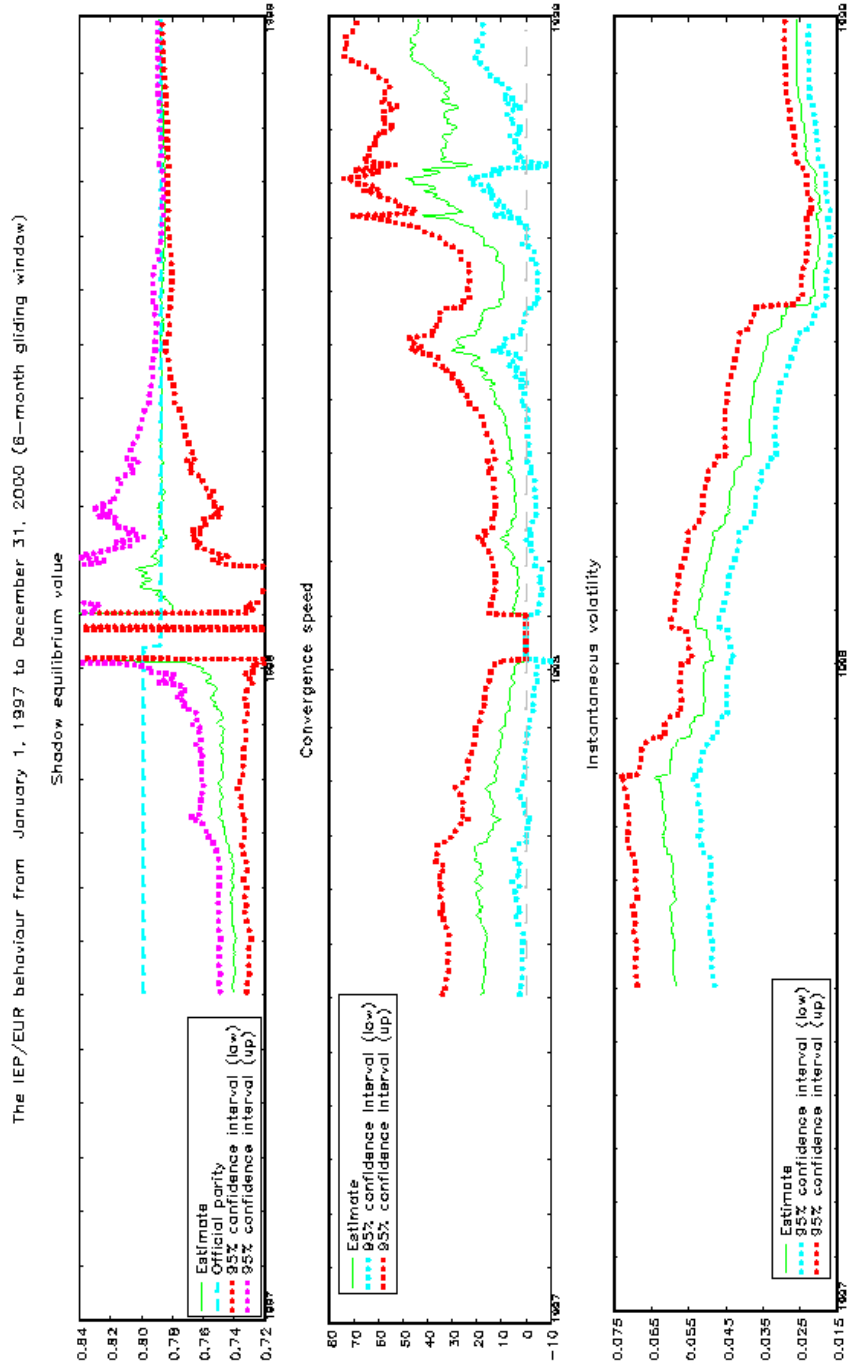 The IEP/EUR behaviour from January 1, 1997 to December 31, 2000 (6-month gliding window)
Shadow equilibrium value
0.84
0.80
0.78
0.76
0.74
0.72
Estimate
Official parity
95% confidence interval (low)
95% confidence interval (up)
1997
1998
1999
Convergence speed
80
70
60
50
40
30
20
10
0
-10
Estimate
95% confidence interval (low)
95% confidence interval (up)
1997
1998
1999
Instantaneous volatility
0.075
0.065
0.055
0.045
0.035
0.025
0.015
Estimate
95% confidence interval (low)
95% confidence interval (up)
1997
1998
1999